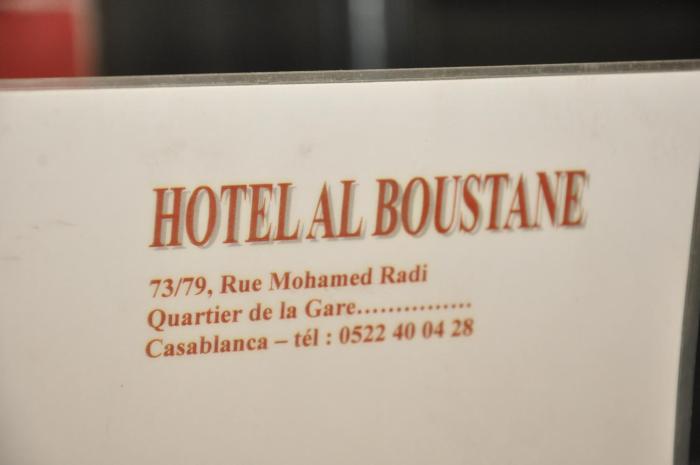 HOTEL AL BOUSTANE
73/79, Rue Mohamed Radi
Quartier de la Gare...............
Casablanca – tél : 0522 40 04 28